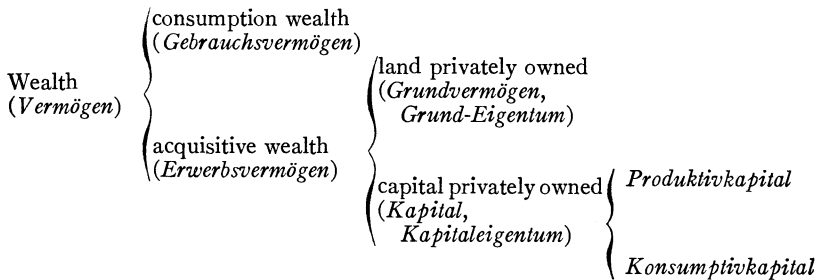 Wealth
(Vermögen)
consumption wealth
(Gebrauchsvermögen)
acquisitive wealth
(Erwerbsvermögen)
land privately owned
(Grundvermögen,
Grund-Eigentum)
capital privately owned
(Kapital,
Kapitaleigentum)
Produktivkapital
Konsumptivkapital